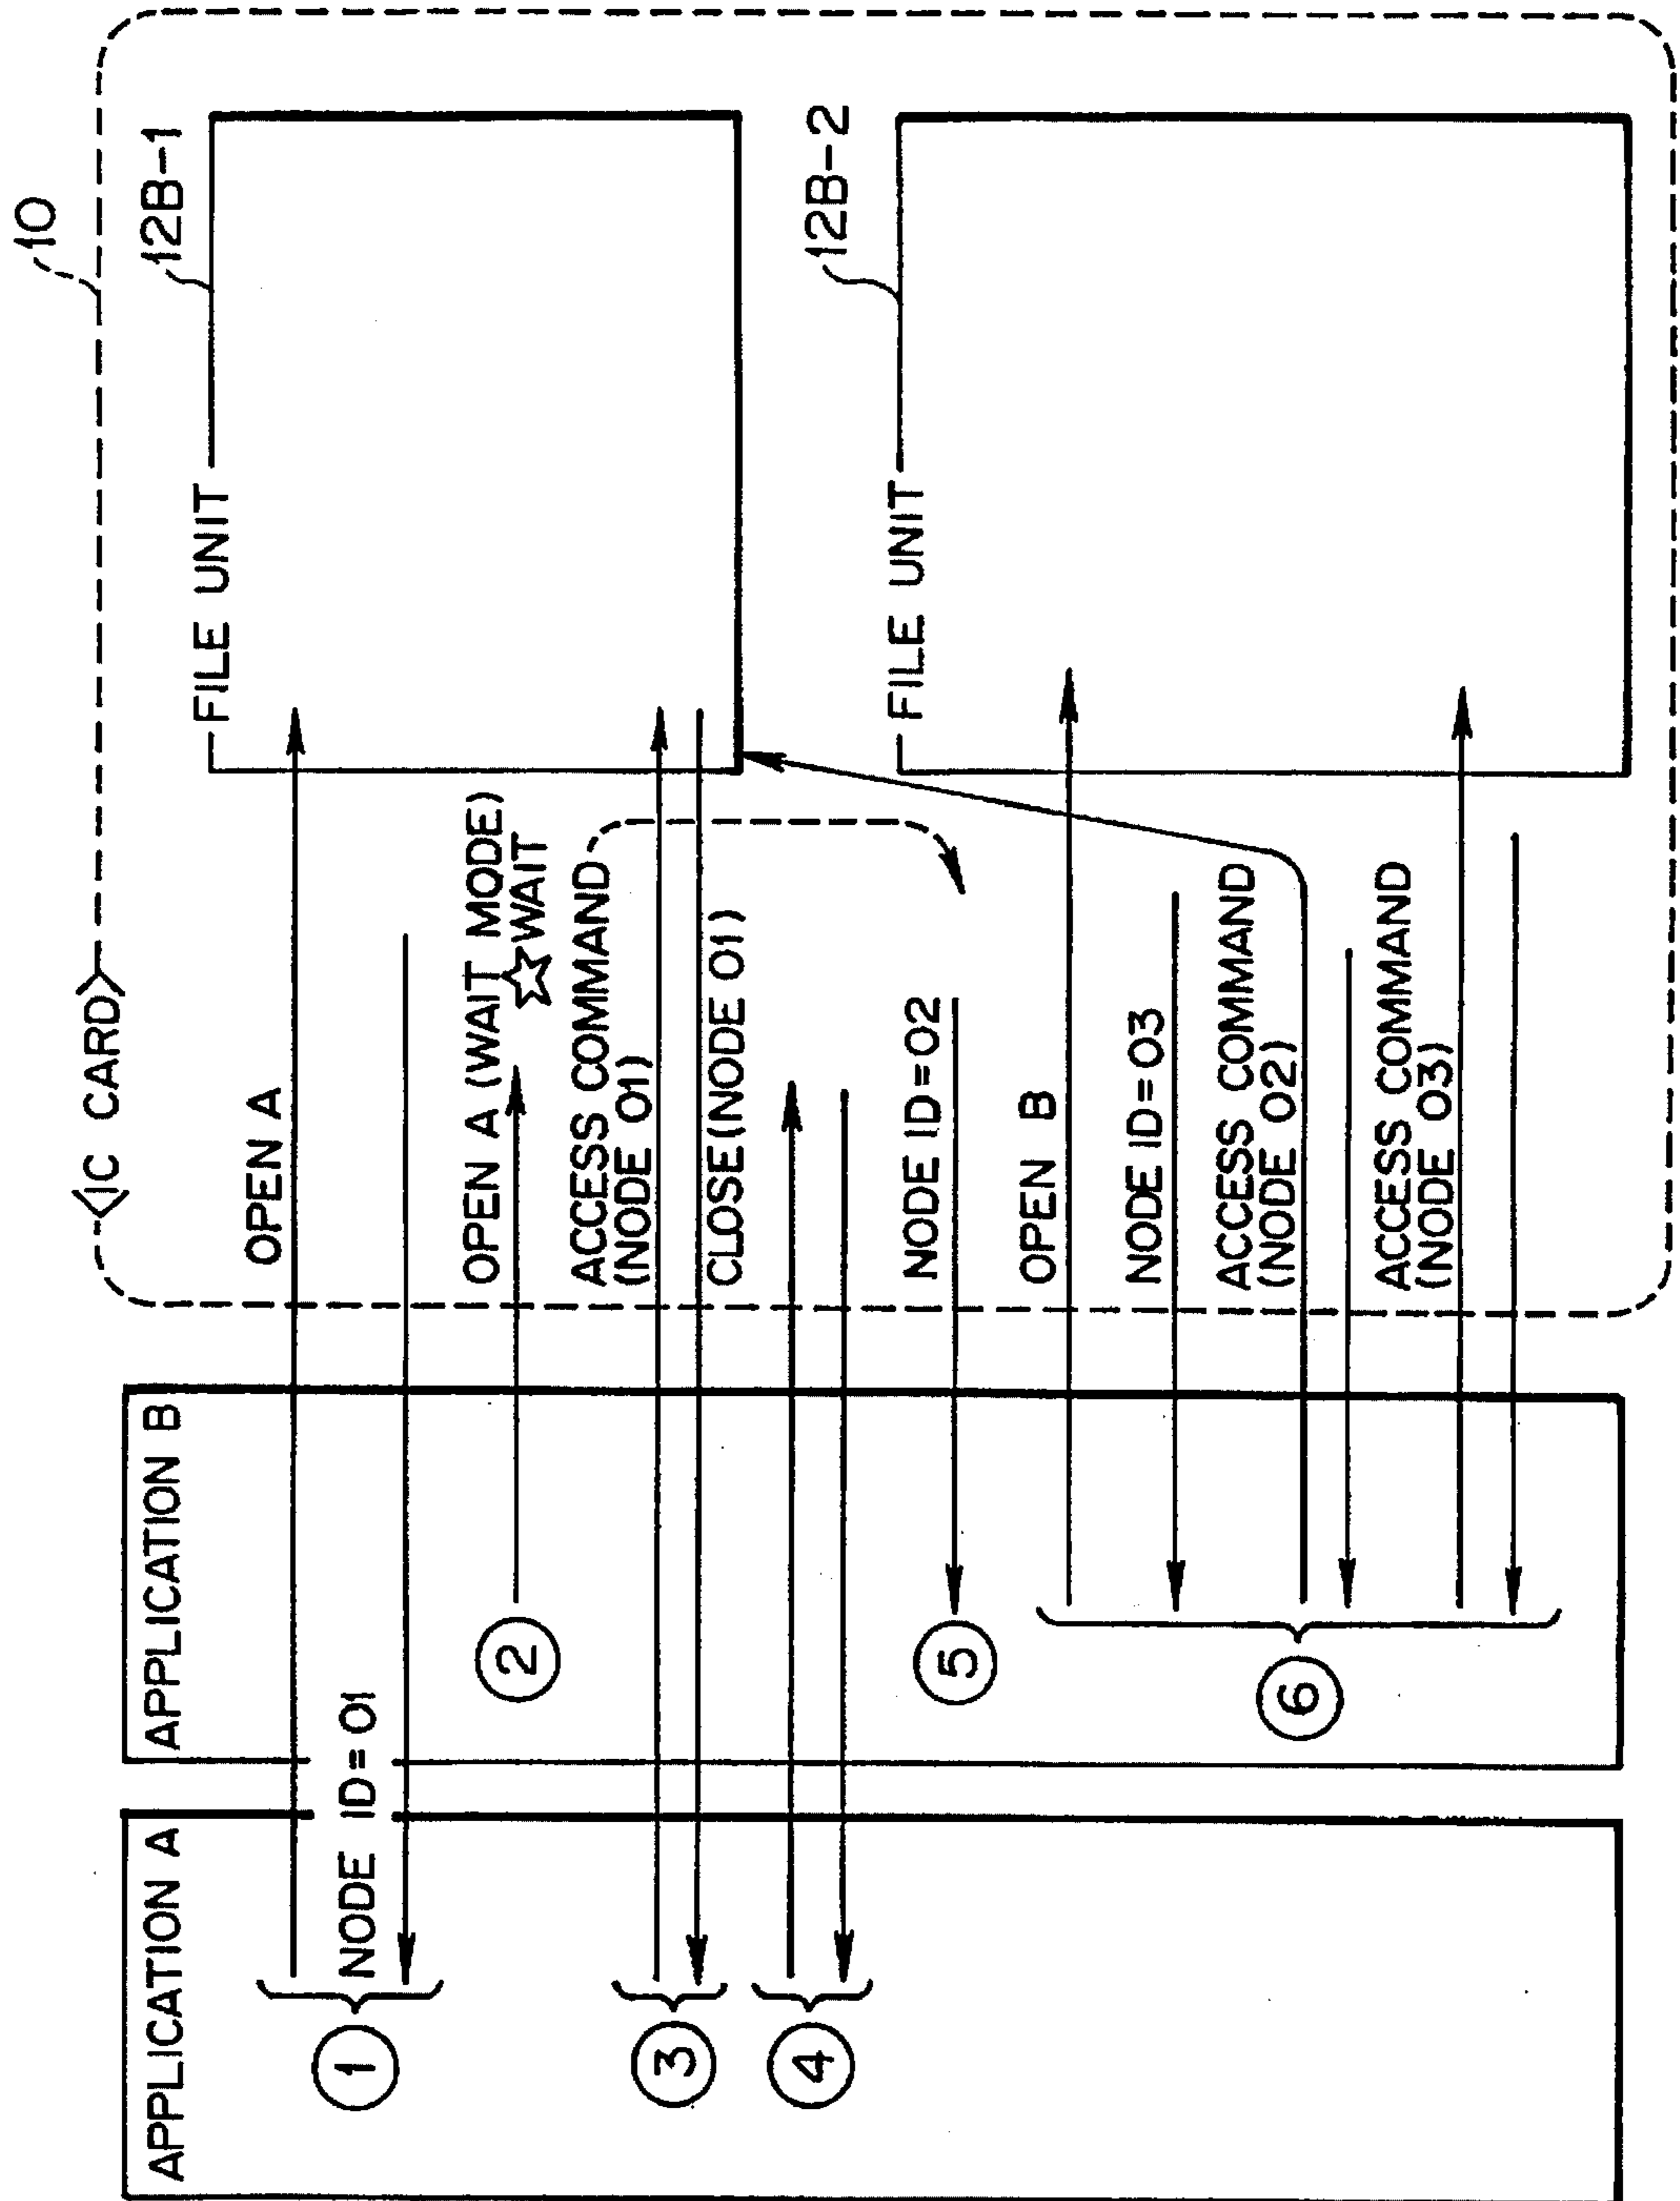 10
<IC CARD>
12B-1
FILE UNIT
12B-2
FILE UNIT
APPLICATION A
APPLICATION B
OPEN A
1
NODE ID=01
OPEN A (WAIT MODE)
☆WAIT
2
ACCESS COMMAND
(NODE 01)
3
CLOSE(NODE 01)
4
NODE ID=02
5
OPEN B
NODE ID=03
6
ACCESS COMMAND
(NODE 02)
ACCESS COMMAND
(NODE 03)